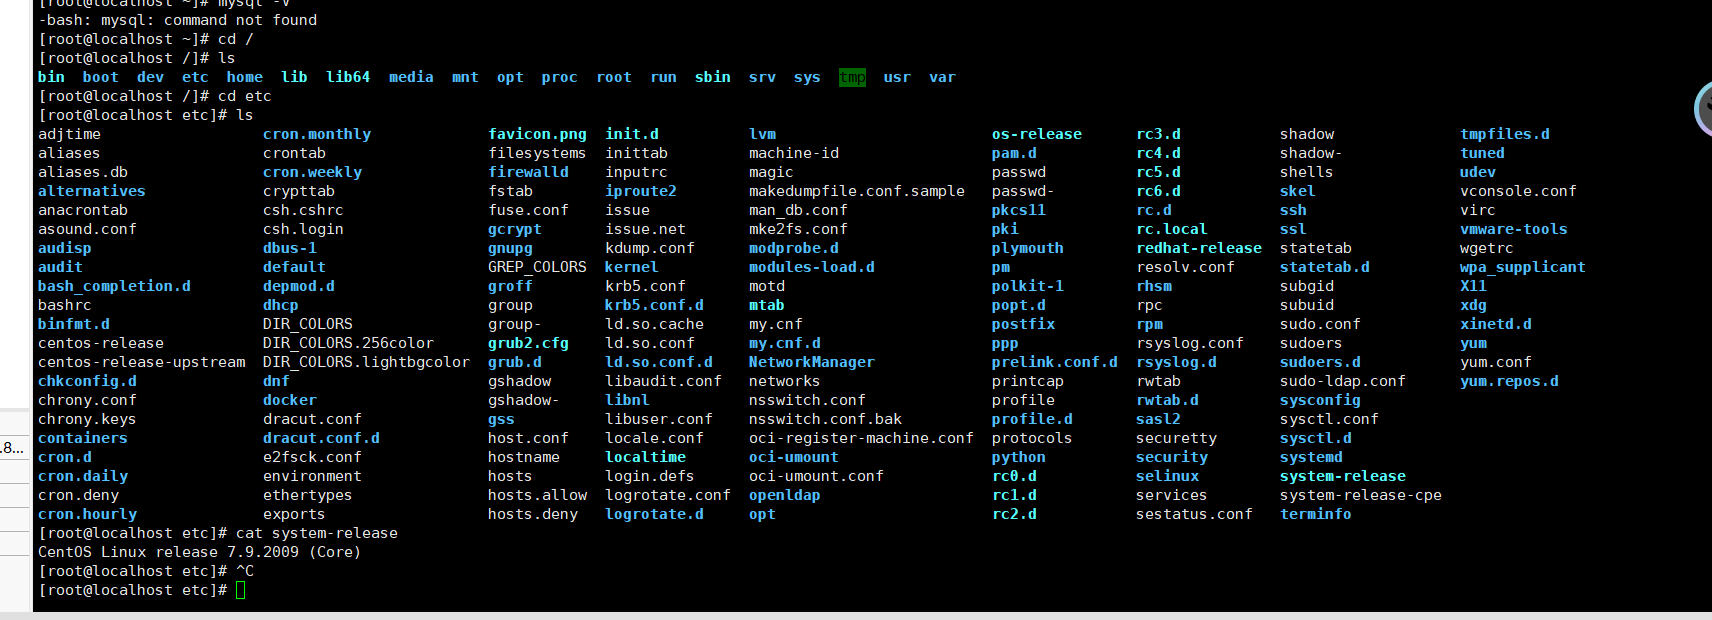 [root@localhost ~]# mysql -V
-bash: mysql: command not found
[root@localhost ~]# cd /
[root@localhost /]# ls
bin boot dev etc home lib lib64 media mnt opt proc root run sbin srv sys tmp usr var
[root@localhost /]# cd etc
[root@localhost etc]# ls
adjtime cron.monthly favicon.png init.d lvm os-release rc3.d shadow tmpfiles.d
aliases crontab filesystems inittab machine-id pam.d rc4.d shadow- tuned
aliases.db cron.weekly firewalld inputrc magic passwd rc5.d shells udev
alternatives crypttab fstab iproute2 makedumpfile.conf.sample passwd- rc6.d skel vconsole.conf
anacrontab csh.cshrc fuse.conf issue man_db.conf pkcs11 rc.d ssh virc
asound.conf csh.login gcrypt issue.net mke2fs.conf pki rc.local ssl vmware-tools
audisp dbus-1 gnupg kdump.conf modprobe.d plymouth redhat-release statetab wgetrc
audit default GREP_COLORS kernel modules-load.d pm resolv.conf statetab.d wpa_supplicant
bash_completion.d depmod.d groff krb5.conf motd polkit-1 rhsm subgid X11
bashrc dhcp group krb5.conf.d mtab popt.d rpc subuid xdg
binfmt.d DIR_COLORS group- ld.so.cache my.cnf postfix rpm sudo.conf xinetd.d
centos-release DIR_COLORS.256color grub2.cfg ld.so.conf my.cnf.d ppp rsyslog.conf sudoers yum
centos-release-upstream DIR_COLORS.lightbgcolor grub.d ld.so.conf.d NetworkManager prelink.conf.d rsyslog.d sudoers.d yum.conf
chkconfig.d dnf gshadow libaudit.conf networks printcap rwtab sudo-ldap.conf yum.repos.d
chrony.conf docker gshadow- libnl nsswitch.conf profile rwtab.d sysconfig
chrony.keys dracut.conf gss libuser.conf nsswitch.conf.bak profile.d sasl2 sysctl.conf
containers dracut.conf.d host.conf locale.conf oci-register-machine.conf protocols securetty sysctl.d
.8...
cron.d e2fsck.conf hostname localtime oci-umount python security systemd
cron.daily environment hosts login.defs oci-umount.conf rc0.d selinux system-release
cron.deny ethertypes hosts.allow logrotate.conf openldap rc1.d services system-release-cpe
cron.hourly exports hosts.deny logrotate.d opt rc2.d sestatus.conf terminfo
[root@localhost etc]# cat system-release
CentOS Linux release 7.9.2009 (Core)
[root@localhost etc]# ^C
[root@localhost etc]#